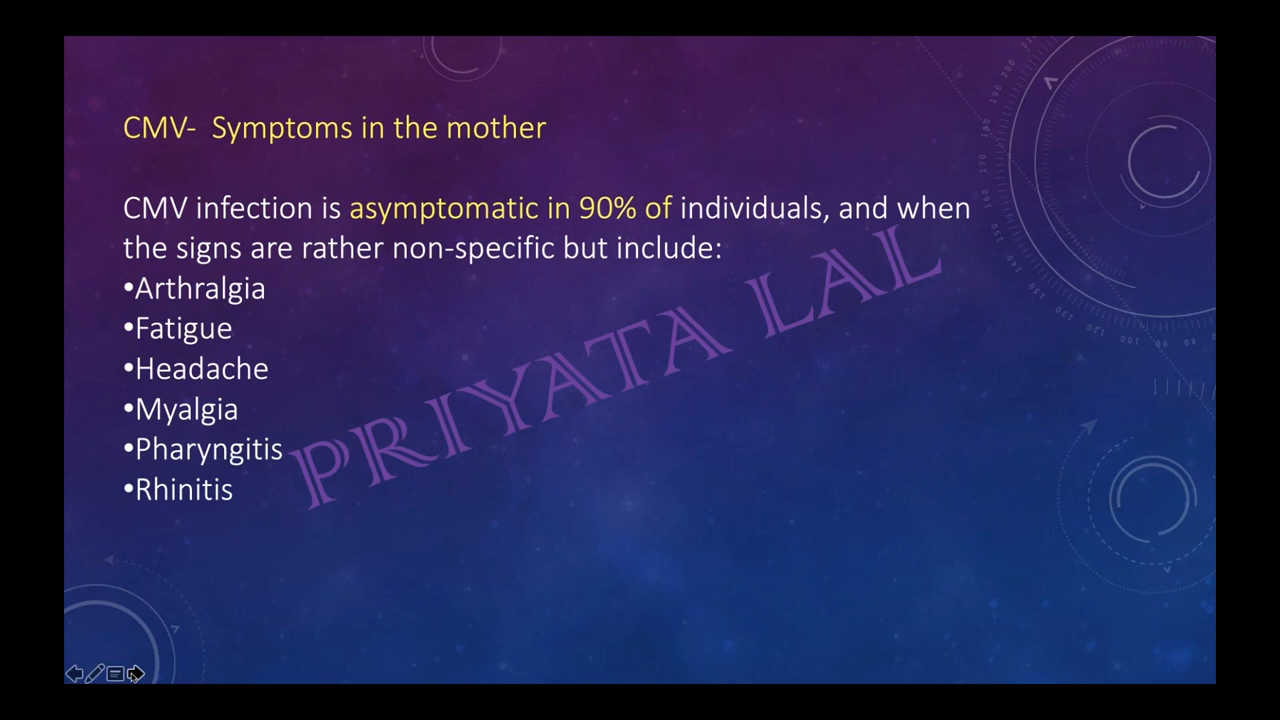 CMV- Symptoms in the mother
CMV infection is asymptomatic in 90% of individuals, and when
the signs are rather non-specific but include:
•Arthralgia
•Fatigue
•Headache
•Myalgia
•Pharyngitis
•Rhinitis
PRIYATA LAL